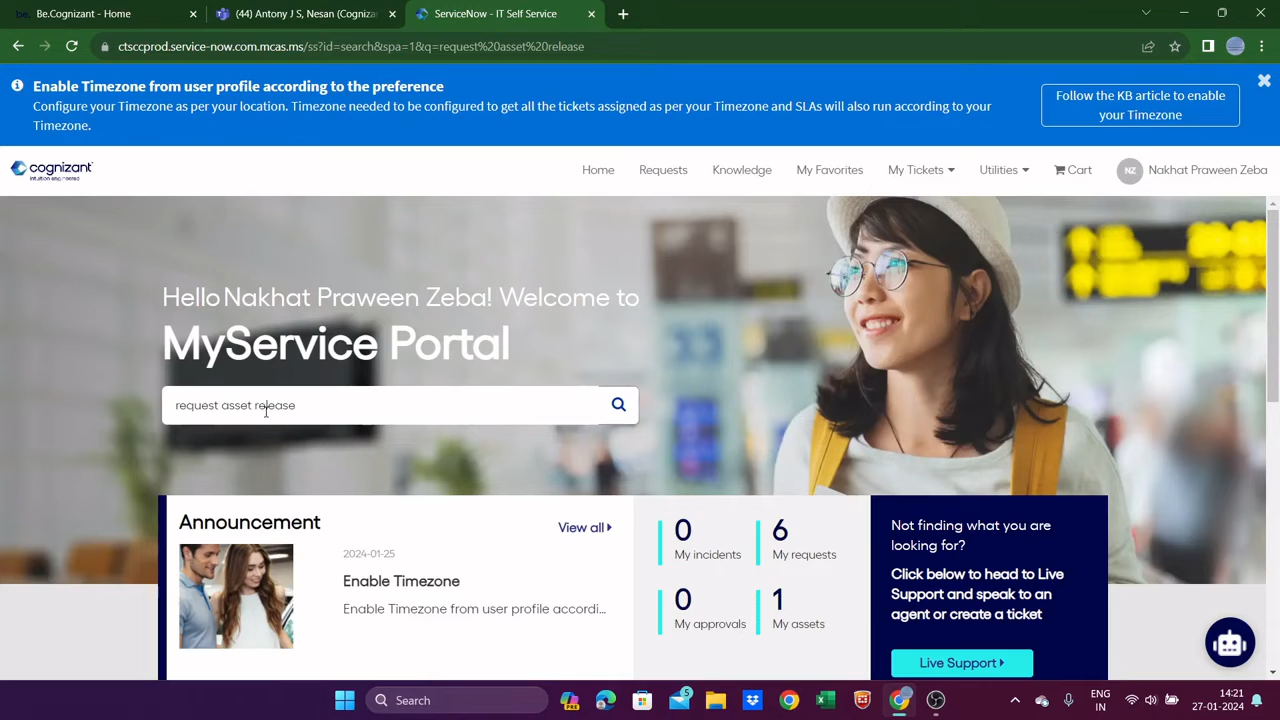 Be.Cognizant - Home
(44) Antony J S, Nesan (Cogniza
ServiceNow - IT Self Service
ctsccprod.service-now.com.mcas.ms/ss?id=search&spa=1&q=request%20asset%20release
Enable Timezone from user profile according to the preference
Configure your Timezone as per your location. Timezone needed to be configured to get all the tickets assigned as per your Timezone and SLAs will also run according to your
Timezone.
Follow the KB article to enable
your Timezone
cognizant
Home Requests Knowledge My Favorites My Tickets Utilities Cart NZ Nakhat Praween Zeba
Hello Nakhat Praween Zeba! Welcome to
MyService Portal
request asset release
Announcement
View all
2024-01-25
Enable Timezone
Enable Timezone from user profile accordi...
0
My incidents
6
My requests
0
My approvals
1
My assets
Not finding what you are
looking for?
Click below to head to Live
Support and speak to an
agent or create a ticket
Live Support
Search
ENG
IN
14:21
27-01-2024